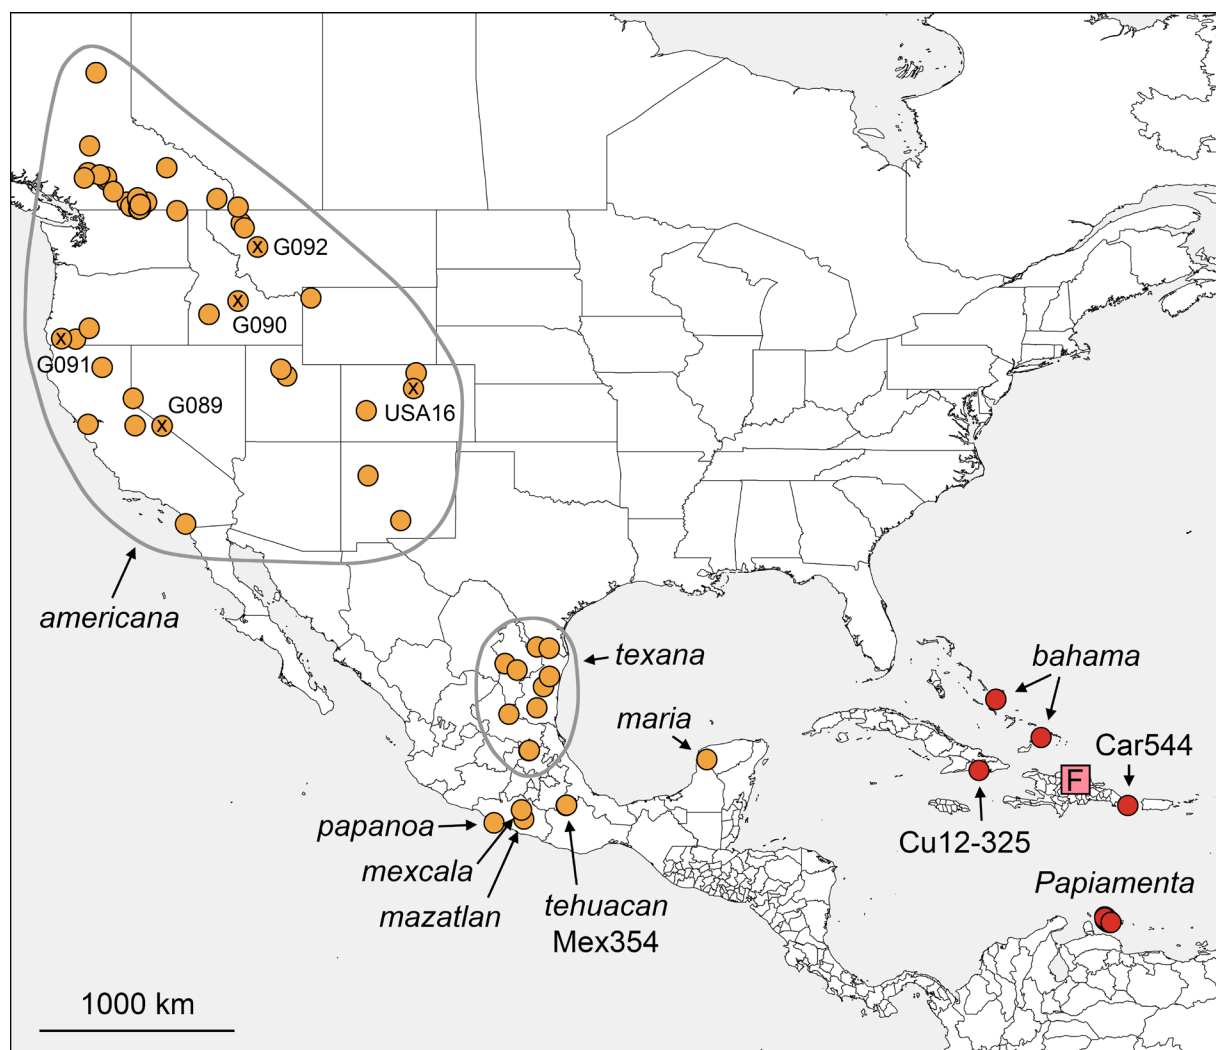 G092
G090
G091
G089
USA16
americana
texana
bahama
maria
Car544
F
papanoa
Cu12-325
mexcala
Papiamenta
mazatlan
tehuacan
Mex354
1000 km
x
x
x
x
x